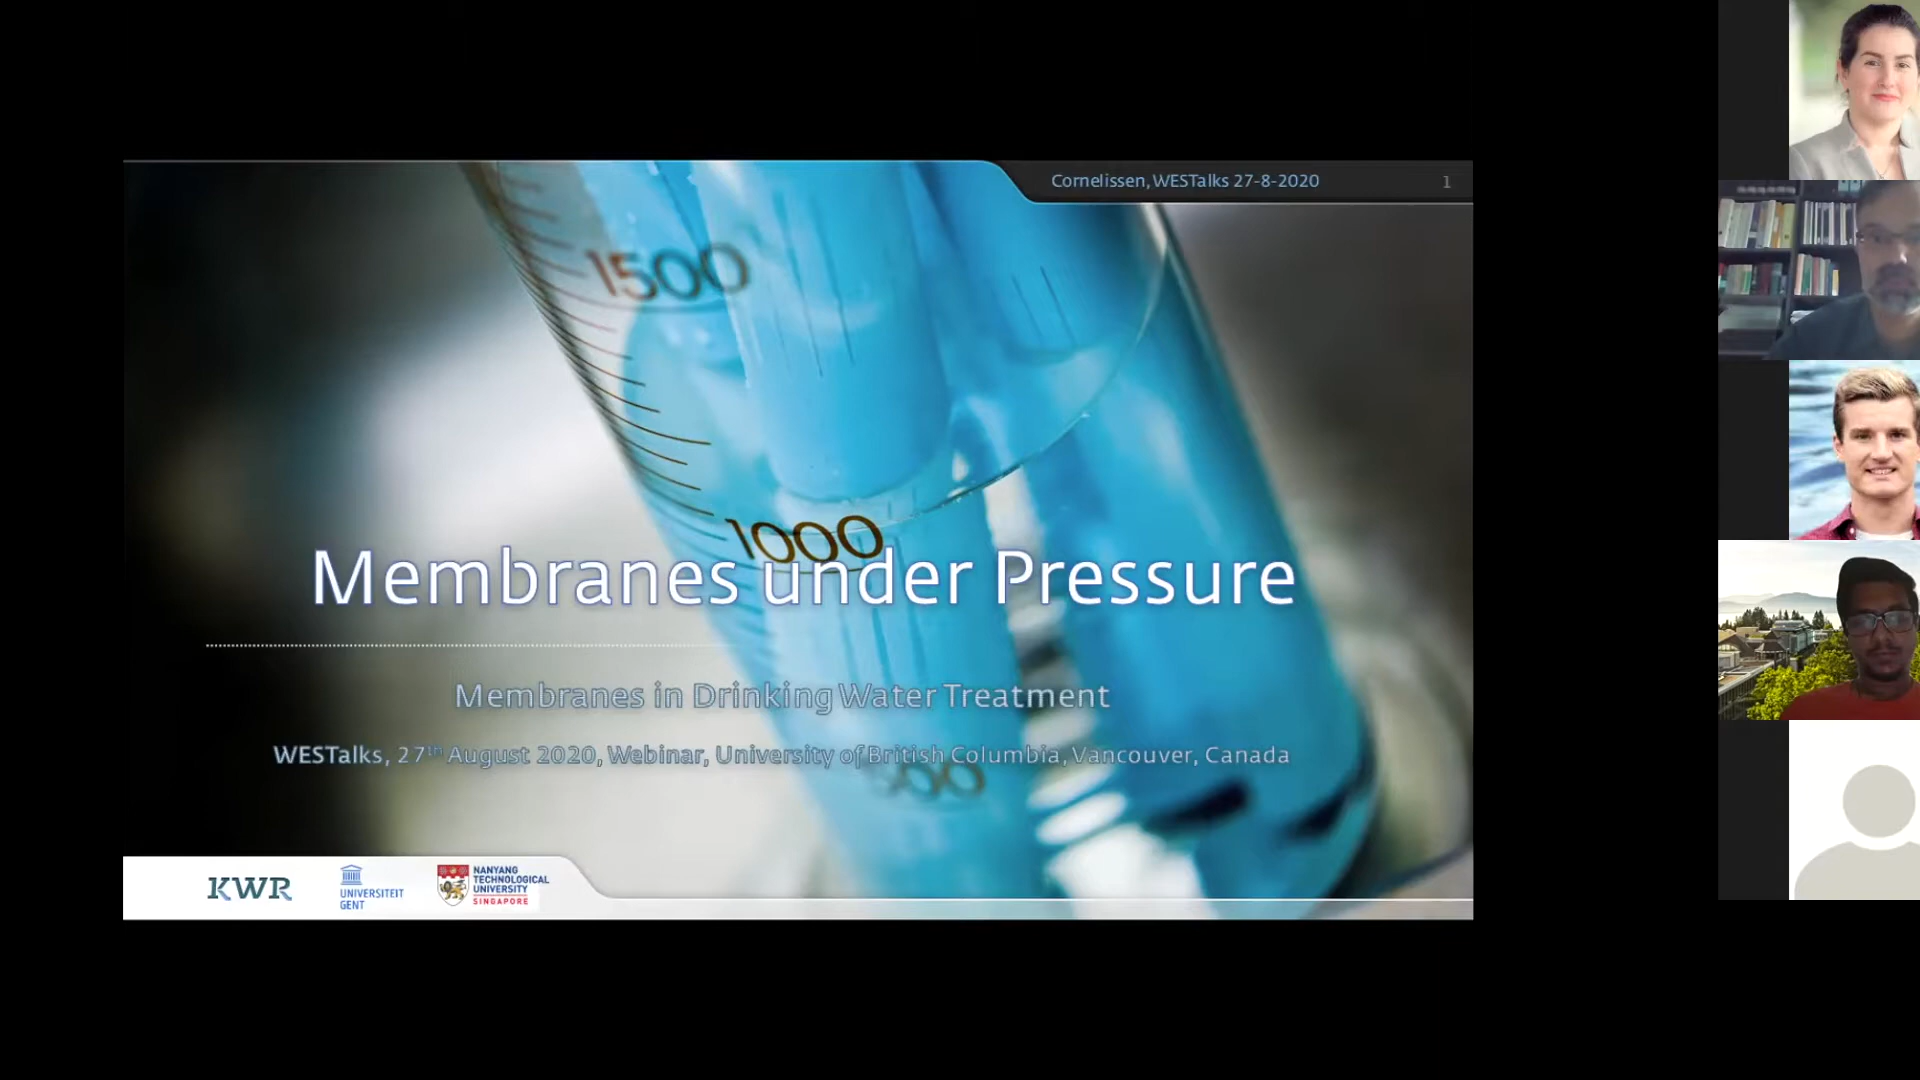 Cornelissen, WESTalks 27-8-2020 1
1500
1000
Membranes under Pressure
Membranes in Drinking Water Treatment
WESTalks, 27th August 2020, Webinar, University of British Columbia, Vancouver, Canada
KWR
UNIVERSITEIT
GENT
NANYANG
TECHNOLOGICAL
UNIVERSITY
SINGAPORE